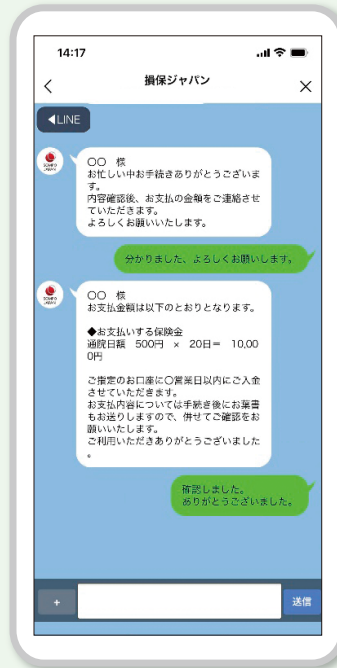 14:17
損保ジャパン
◀LINE
〇〇　様
お忙しい中お手続きありがとうございま
す。
内容確認後、お支払の金額をご連絡させ
ていただきます。
よろしくお願いいたします。
分かりました、よろしくお願いします。
〇〇　様
お支払金額は以下のとおりとなります。
◆お支払いする保険金
通院日額　500円　×　20日＝　10,00
0円
ご指定のお口座に〇営業日以内にご入金
させていただきます。
お支払内容については手続き後にお葉書
もお送りしますので、併せてご確認をお
願いいたします。
ご利用いただきありがとうございました
。
確認しました。
ありがとうございました。
+
送信